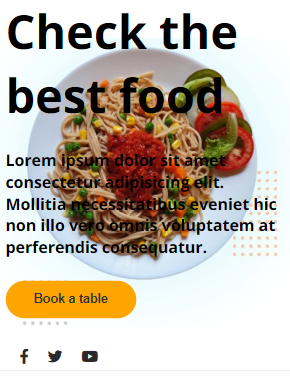 Check the
best food
Lorem ipsum dolor sit amet
consectetur adipisicing elit.
Mollitia necessitatibus eveniet hic
non illo vero omnis voluptatem at
perferendis consequatur.
Book a table